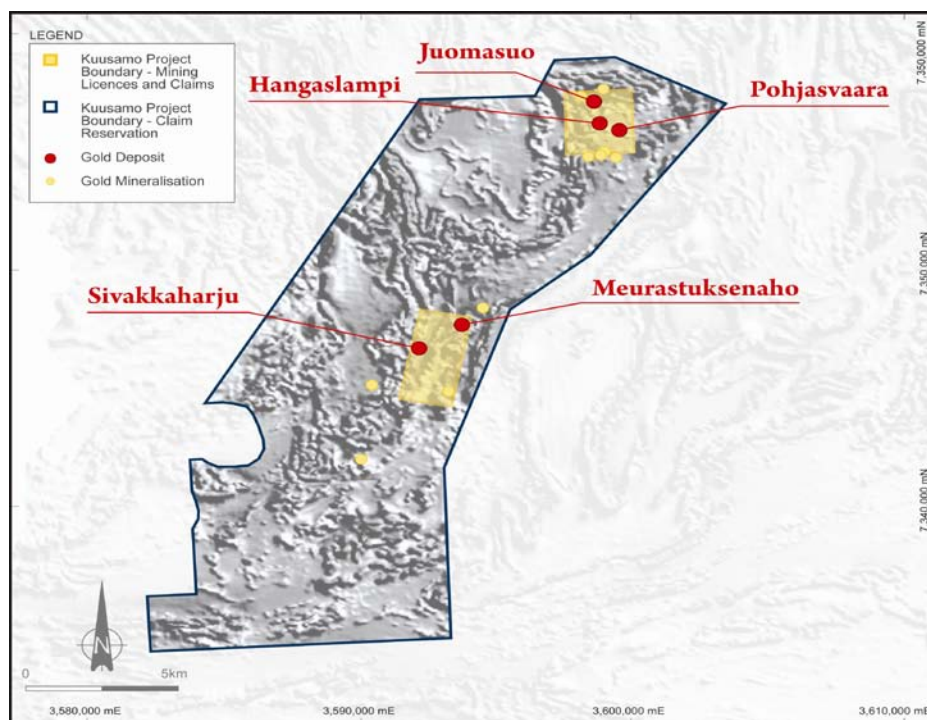 LEGEND
Kuusamo Project
Boundary - Mining
Licences and Claims
Kuusamo Project
Boundary - Claim
Reservation
Gold Deposit
Gold Mineralisation
Juomasuo
Hangaslampi
Pohjasvaara
Sivakkaharju
Meurastuksenaho
7,350,000 mN
7,350,000 mN
7,340,000 mN
N
0 5km
3,580,000 mE 3,590,000 mE 3,600,000 mE 3,610,000 mE